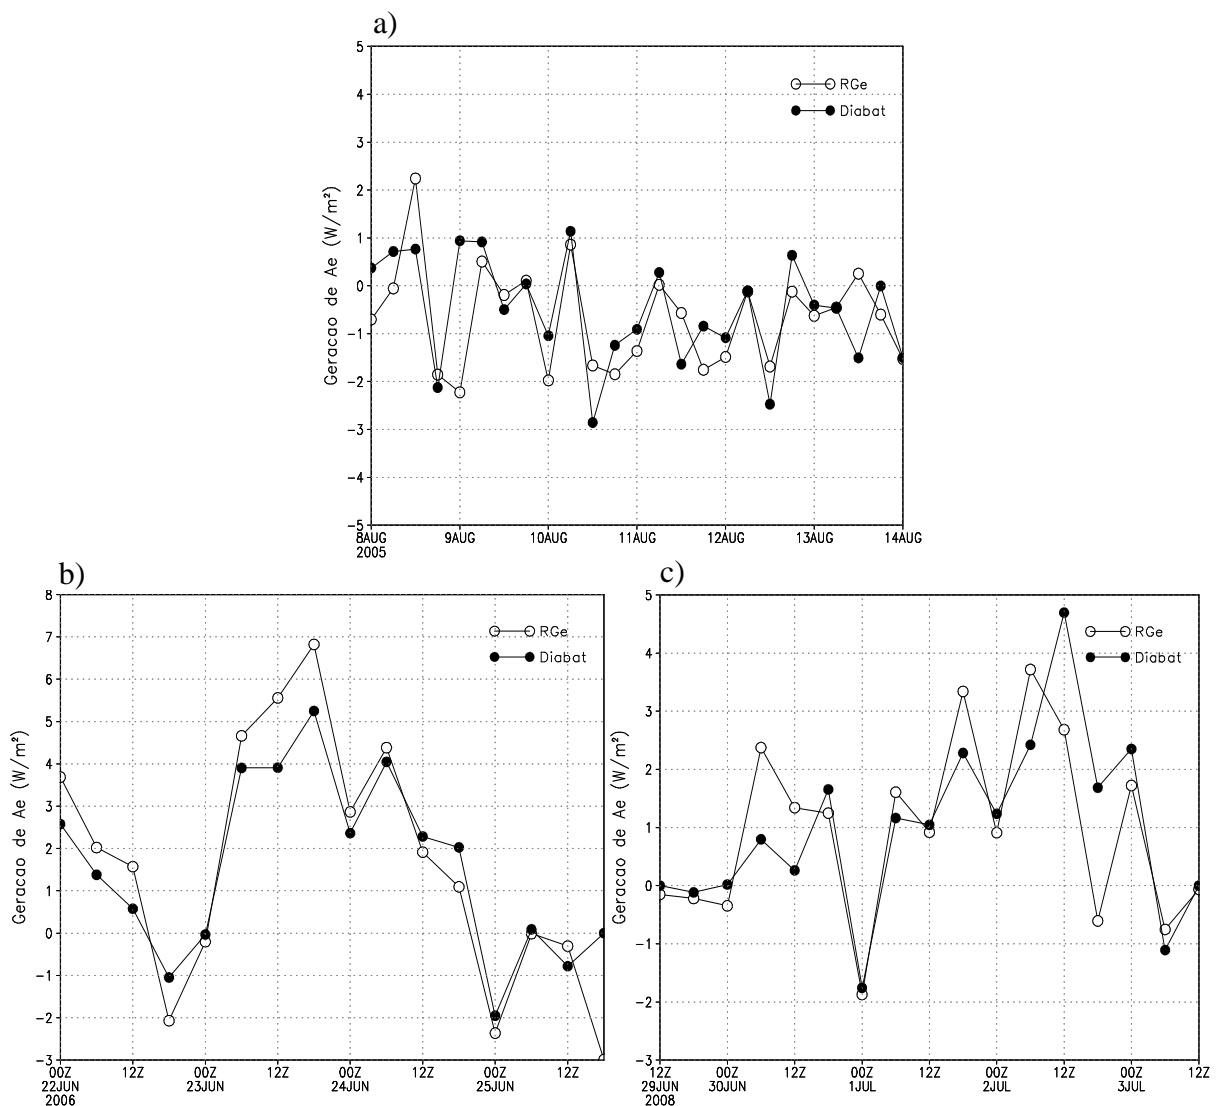 a)
5
4
3
2
1
0
-1
-2
-3
-4
-5
Geracao de Ae (W/m²)
RGe
Diabat
8AUG 9AUG 10AUG 11AUG 12AUG 13AUG 14AUG
2005
b)
8
7
6
5
4
3
2
1
0
-1
-2
-3
Geracao de Ae (W/m²)
RGe
Diabat
00Z 12Z 00Z 12Z 00Z 12Z 00Z 12Z
22JUN 23JUN 24JUN 25JUN
2006
c)
5
4
3
2
1
0
-1
-2
-3
Geracao de Ae (W/m²)
RGe
Diabat
12Z 00Z 12Z 00Z 12Z 00Z 12Z 00Z 12Z
29JUN 30JUN 1JUL 2JUL 3JUL
2008